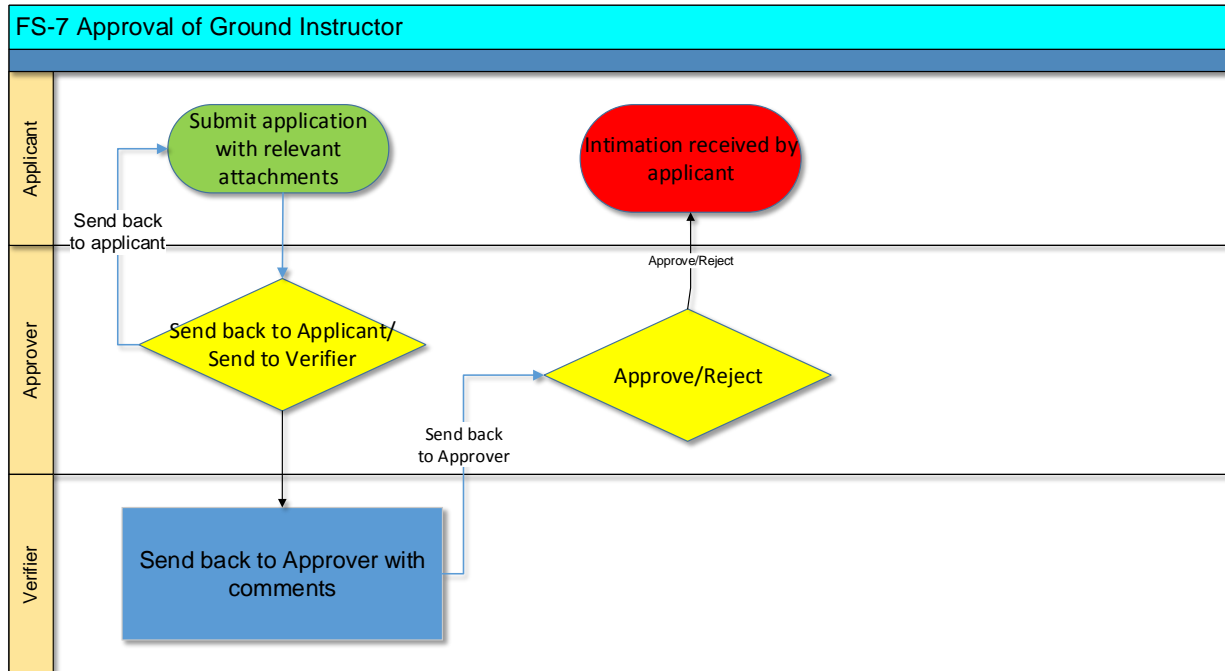 FS-7 Approval of Ground Instructor
Applicant
Submit application
with relevant
attachments
Intimation received by
applicant
Send back
to applicant
Approve/Reject
Approver
Send back to Applicant/
Send to Verifier
Approve/Reject
Send back
to Approver
Verifier
Send back to Approver with
comments